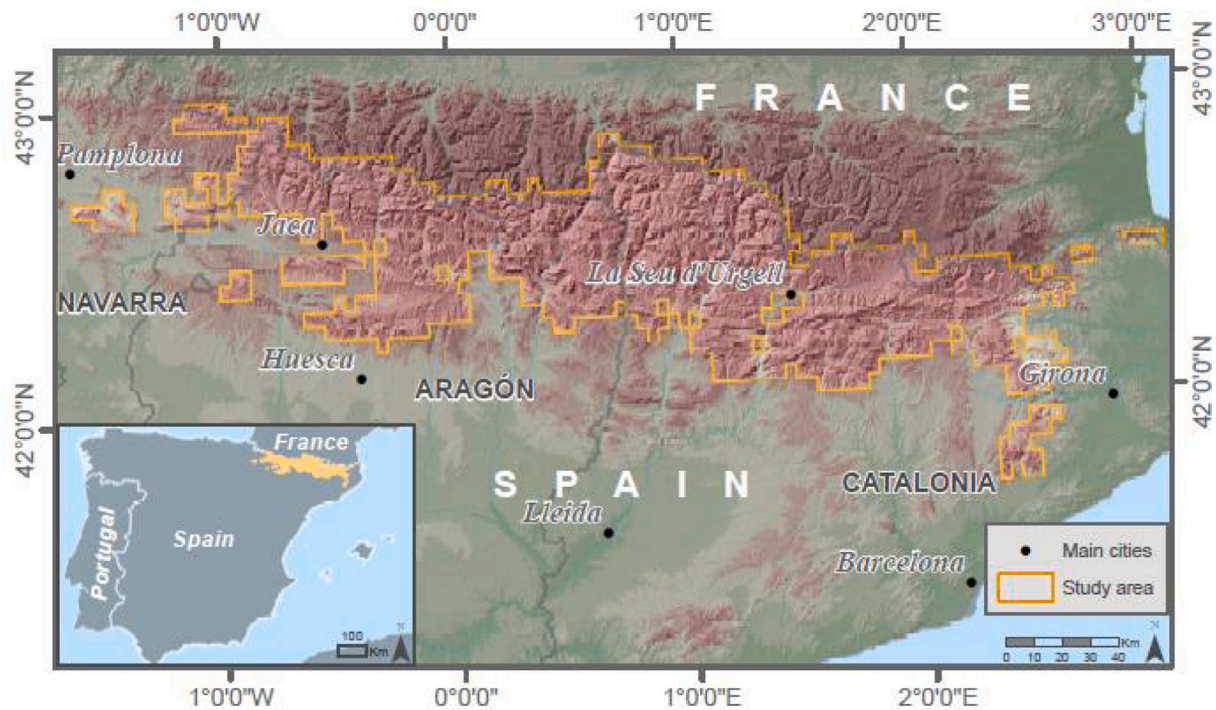 1°0'0"W 0°0'0" 1°0'0"E 2°0'0"E 3°0'0"E
43°0'0"N
43°0'0"N
FRANCE
Pamplona
Jaca
La Seu d'Urgell
NAVARRA
Huesca
ARAGÓN
Girona
42°0'0"N
42°0'0"N
SPAIN
CATALONIA
Lleida
Barcelona
France
Portugal
Spain
100
Km
N
Main cities
Study area
N
Km
0 10 20 30 40
1°0'0"W 0°0'0" 1°0'0"E 2°0'0"E